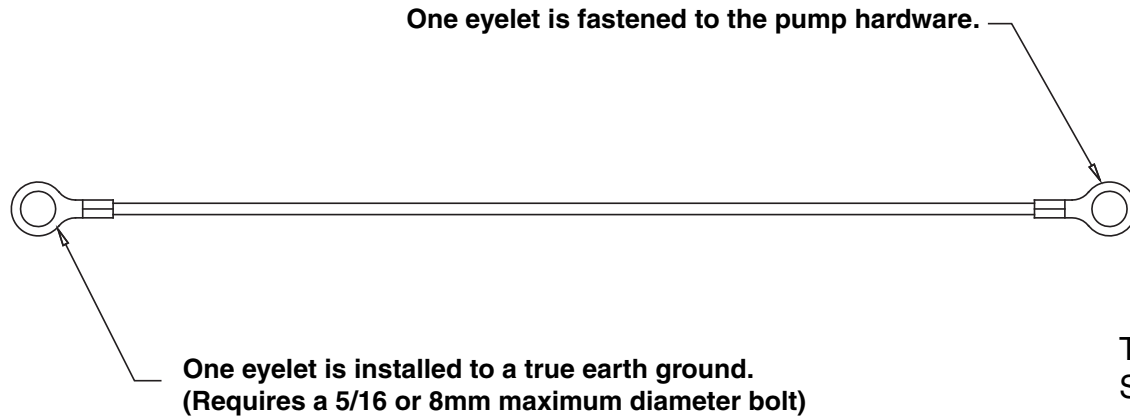 One eyelet is fastened to the pump hardware.
One eyelet is installed to a true earth ground.
(Requires a 5/16 or 8mm maximum diameter bolt)